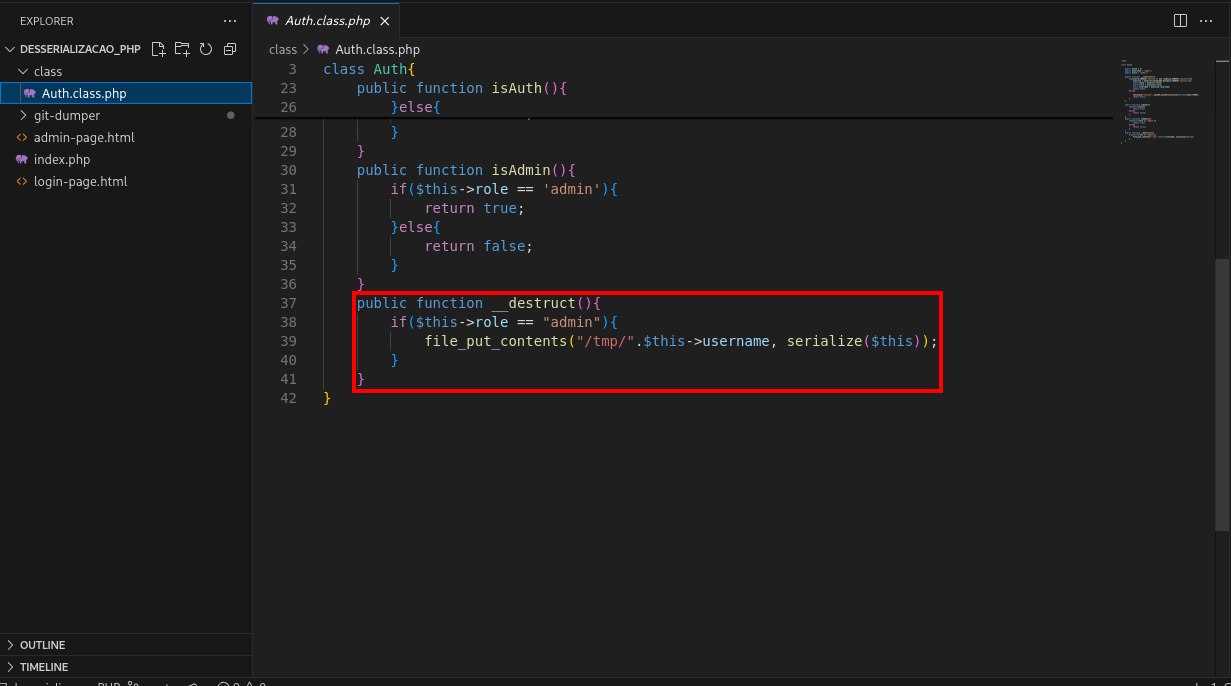 EXPLORER
DESSERIALIZACAO_PHP
class
Auth.class.php
git-dumper
admin-page.html
index.php
login-page.html
OUTLINE
TIMELINE
Auth.class.php
class > Auth.class.php
3 class Auth{
23 public function isAuth(){
26 }else{
28 }
29 }
30 public function isAdmin(){
31 if($this->role == 'admin'){
32 return true;
33 }else{
34 return false;
35 }
36 }
37 public function __destruct(){
38 if($this->role == "admin"){
39 file_put_contents("/tmp/".$this->username, serialize($this));
40 }
41 }
42 }